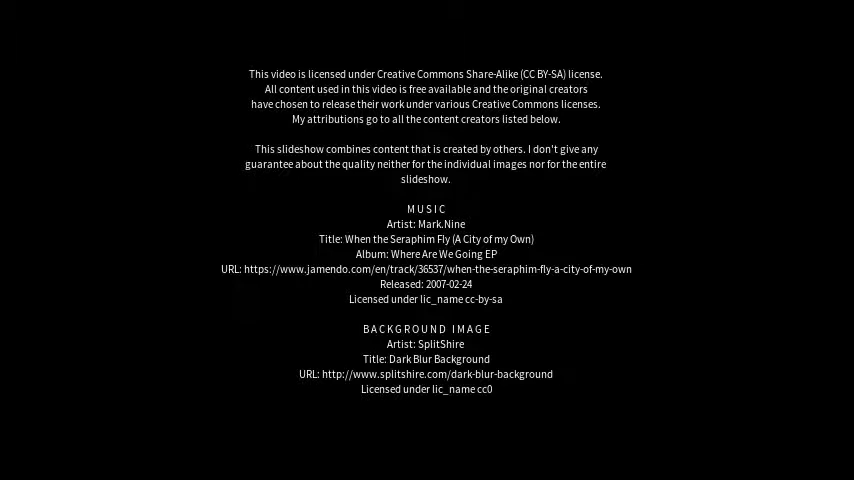 This video is licensed under Creative Commons Share-Alike (CC BY-SA) license.
All content used in this video is free available and the original creators
have chosen to release their work under various Creative Commons licenses.
My attributions go to all the content creators listed below.
This slideshow combines content that is created by others. I don't give any
guarantee about the quality neither for the individual images nor for the entire
slideshow.
MUSIC
Artist: Mark.Nine
Title: When the Seraphim Fly (A City of my Own)
Album: Where Are We Going EP
URL: https://www.jamendo.com/en/track/36537/when-the-seraphim-fly-a-city-of-my-own
Released: 2007-02-24
Licensed under lic_name cc-by-sa
BACKGROUND IMAGE
Artist: SplitShire
Title: Dark Blur Background
URL: http://www.splitshire.com/dark-blur-background
Licensed under lic_name cc0